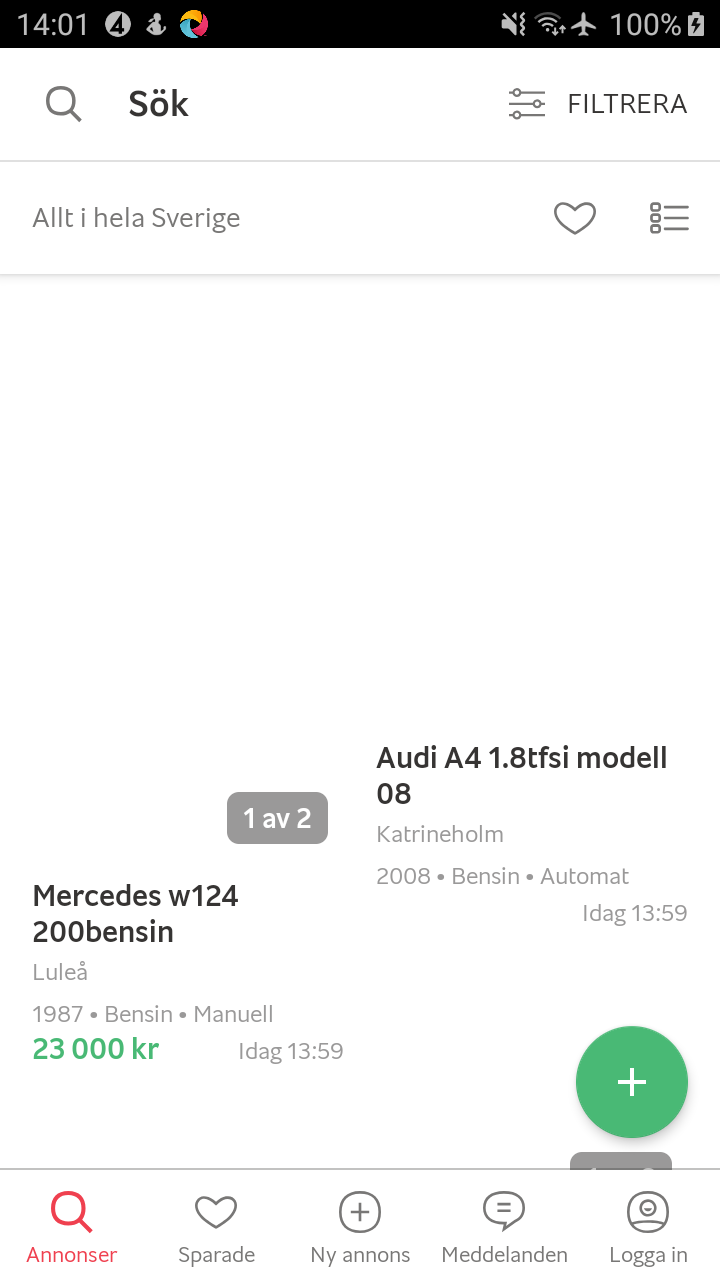 14:01
100%
Sök
FILTRERA
Allt i hela Sverige
Audi A4 1.8tfsi modell
08
Katrineholm
2008 • Bensin • Automat
Idag 13:59
1 av 2
Mercedes w124
200bensin
Luleå
1987 • Bensin • Manuell
23 000 kr
Idag 13:59
Annonser
Sparade
Ny annons
Meddelanden
Logga in